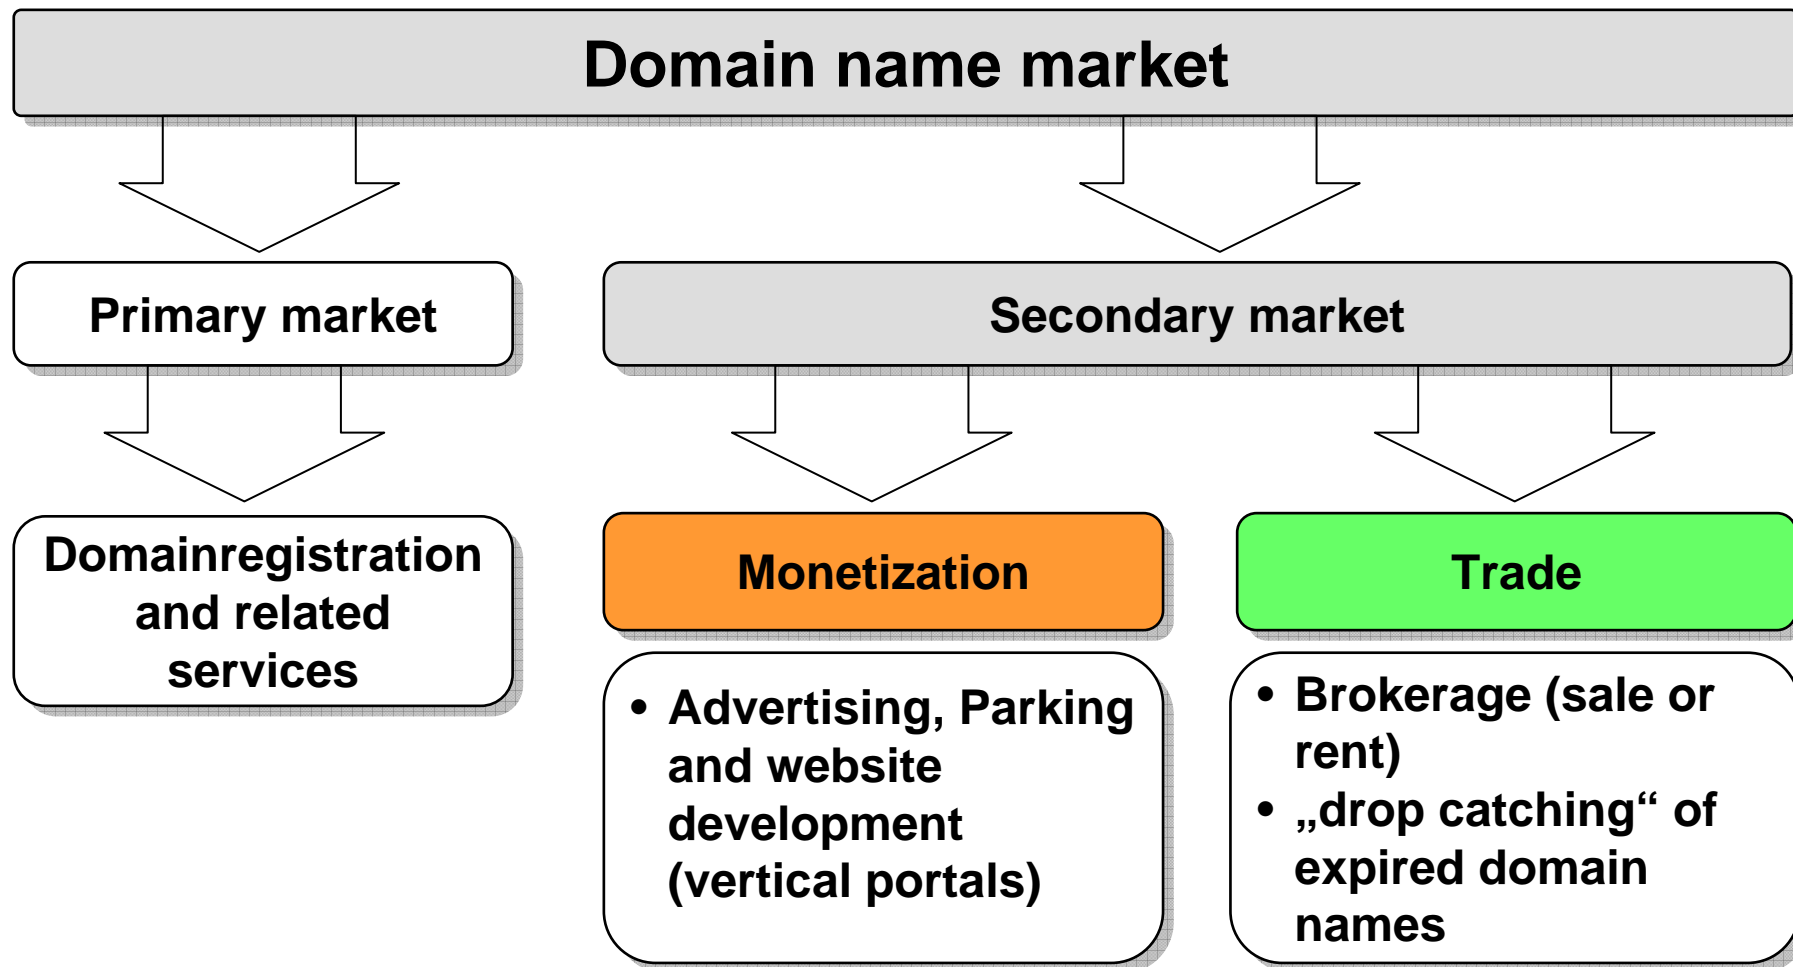 Domain name market
Primary market
Secondary market
Domainregistration
and related
services
Monetization
Trade
• Advertising, Parking
and website
development
(vertical portals)
• Brokerage (sale or
rent)
• „drop catching“ of
expired domain
names